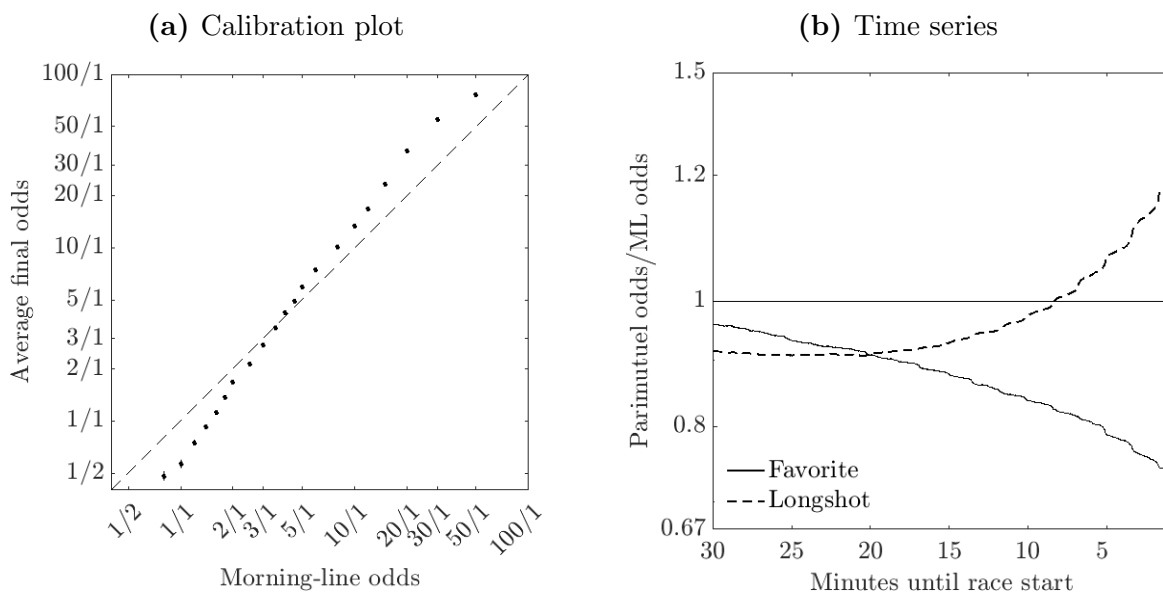 (a) Calibration plot
100/1
50/1
30/1
20/1
10/1
5/1
3/1
2/1
1/1
1/2
Average final odds
1/2
1/1
2/1
3/1
5/1
10/1
20/1
30/1
50/1
100/1
Morning-line odds
(b) Time series
1.5
1.2
1
0.8
0.67
Parimutuel odds/ML odds
Favorite
Longshot
30 25 20 15 10 5
Minutes until race start